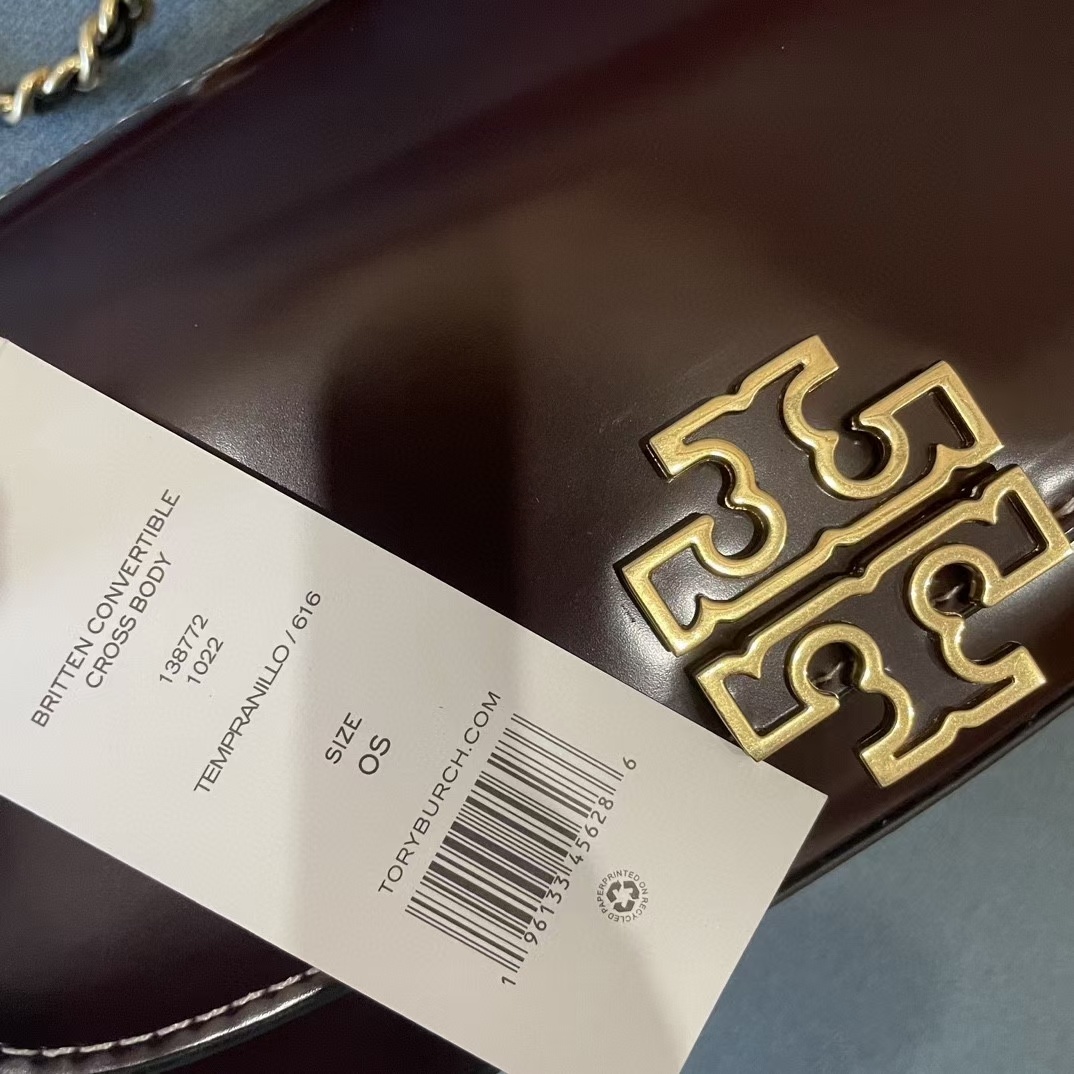 BRITTEN CONVERTIBLE
CROSS BODY
138772
1022
TEMPRANILLO / 616
SIZE
OS
TORYBURCH.COM
1 96133 45628 6
PRINTED ON RECYCLED PAPER